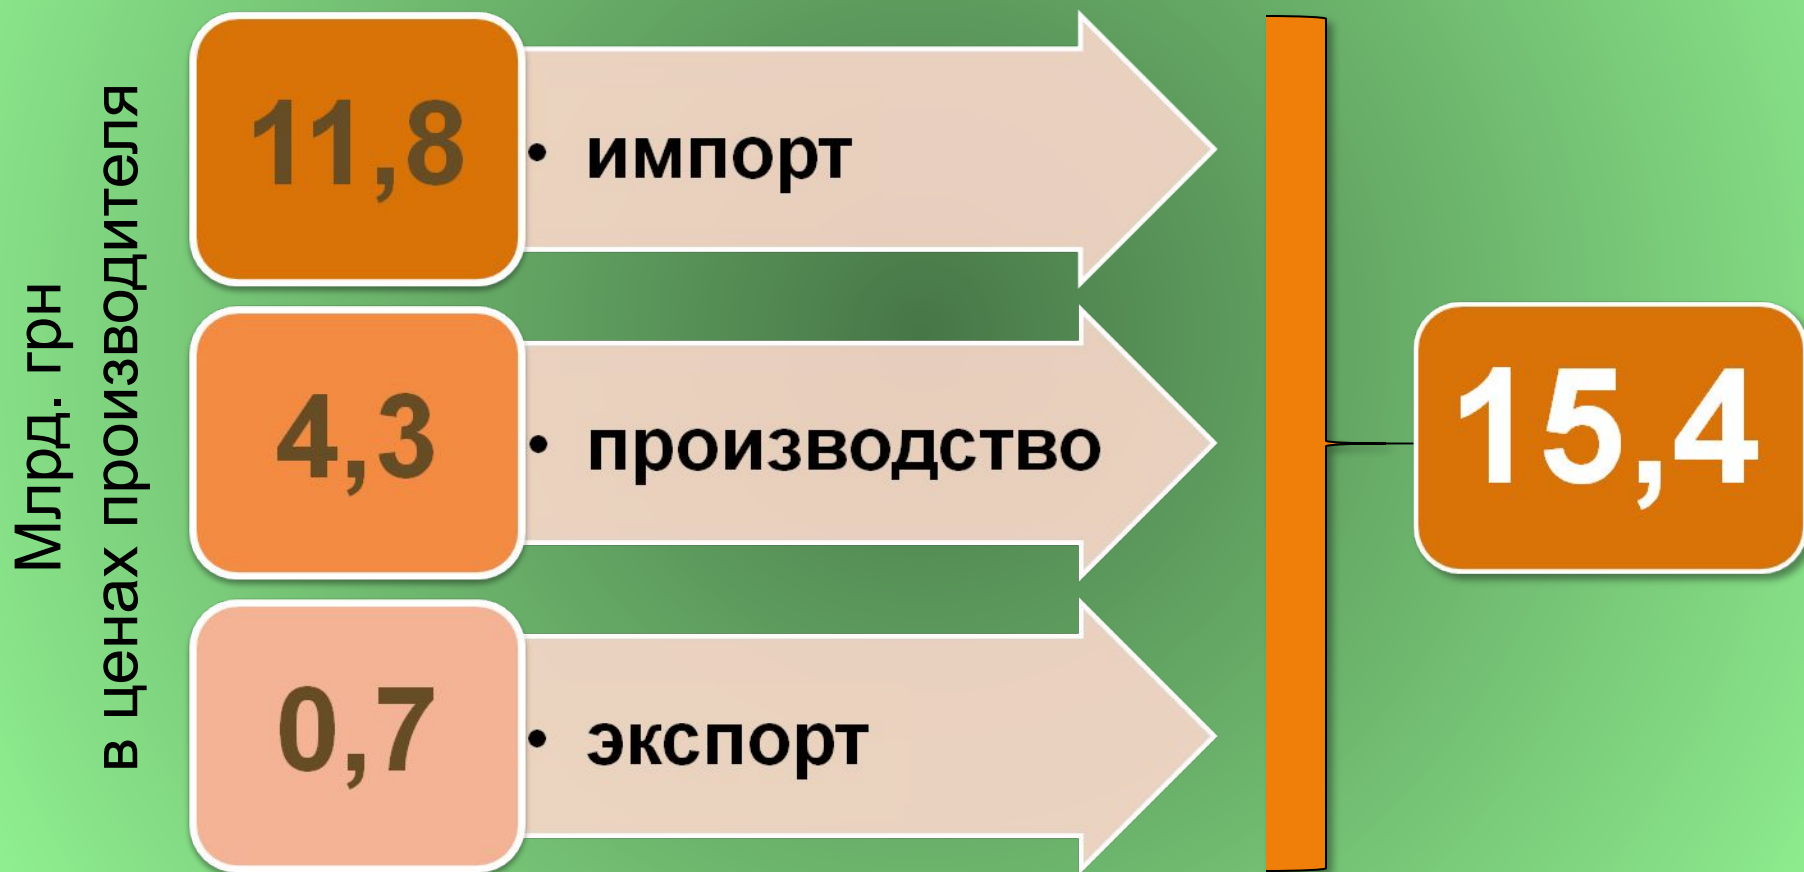 Млрд. грн
в ценах производителя
11,8
• импорт
4,3
• производство
0,7
• экспорт
15,4